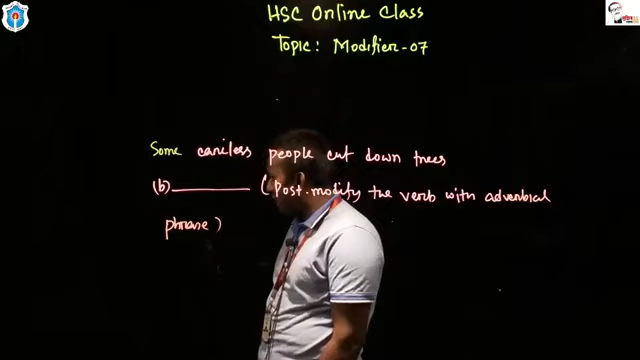 HSC Online Class
Topic: Modifier-07
Some careless people cut down trees
(b)________ (Post-modify the verb with adverbial
phrase)